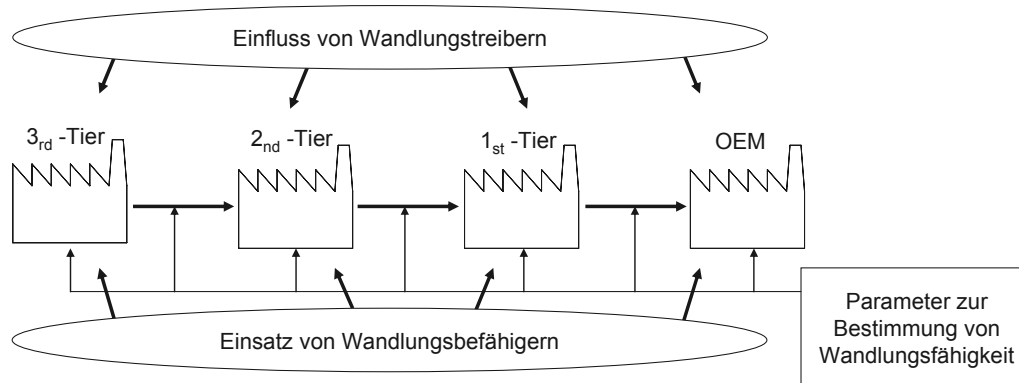 Einfluss von Wandlungstreibern
3rd -Tier
2nd -Tier
1st -Tier
OEM
Einsatz von Wandlungsbefähigern
Parameter zur
Bestimmung von
Wandlungsfähigkeit